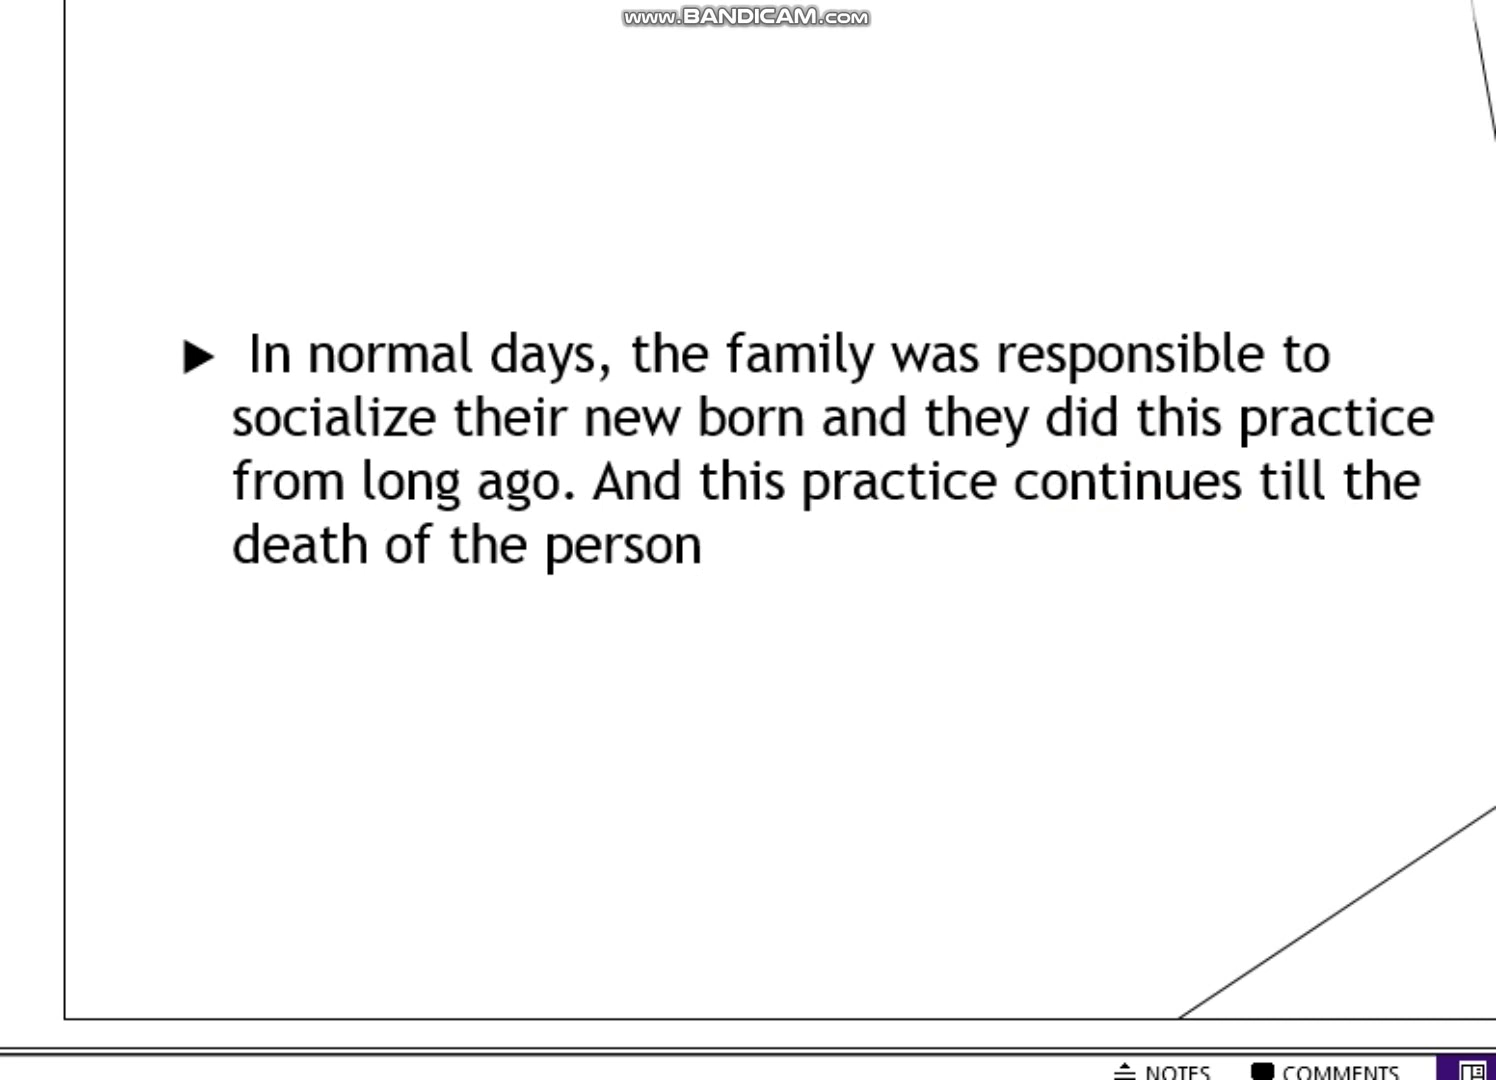 www.BANDICAM.com
► In normal days, the family was responsible to
socialize their new born and they did this practice
from long ago. And this practice continues till the
death of the person
NOTES COMMENTS